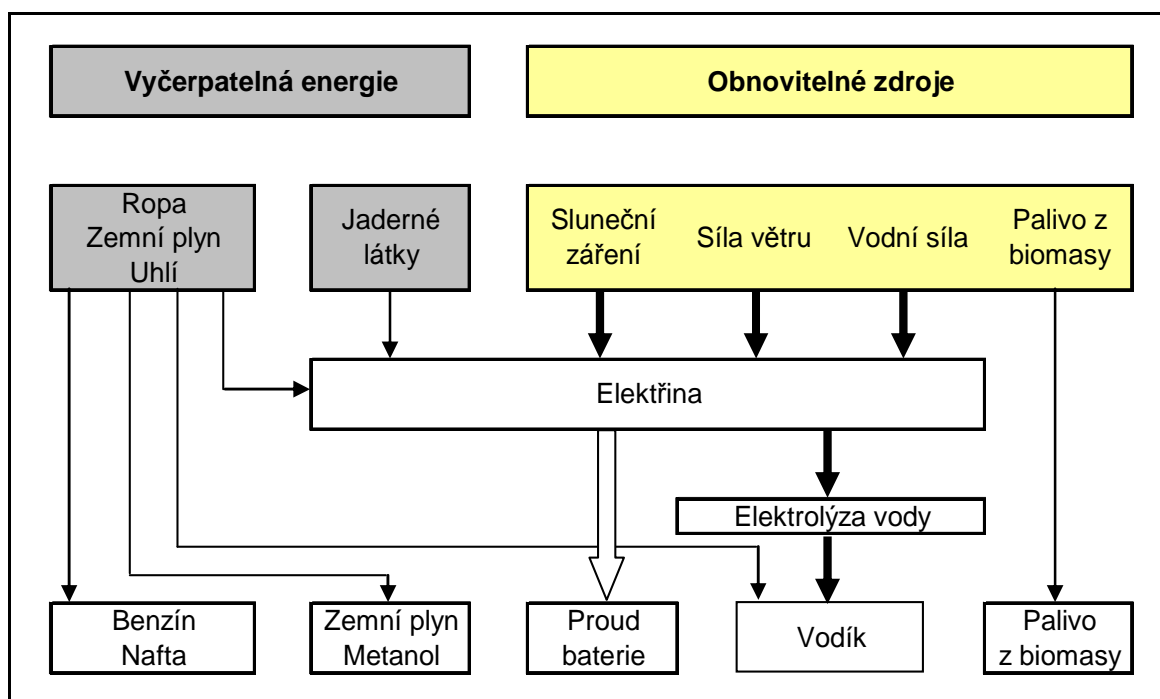 Vyčerpatelná energie
Obnovitelné zdroje
Ropa
Zemní plyn
Uhlí
Jaderné
látky
Sluneční
záření
Síla větru
Vodní síla
Palivo z
biomasy
Elektřina
Elektrolýza vody
Benzín
Nafta
Zemní plyn
Metanol
Proud
baterie
Vodík
Palivo
z biomasy